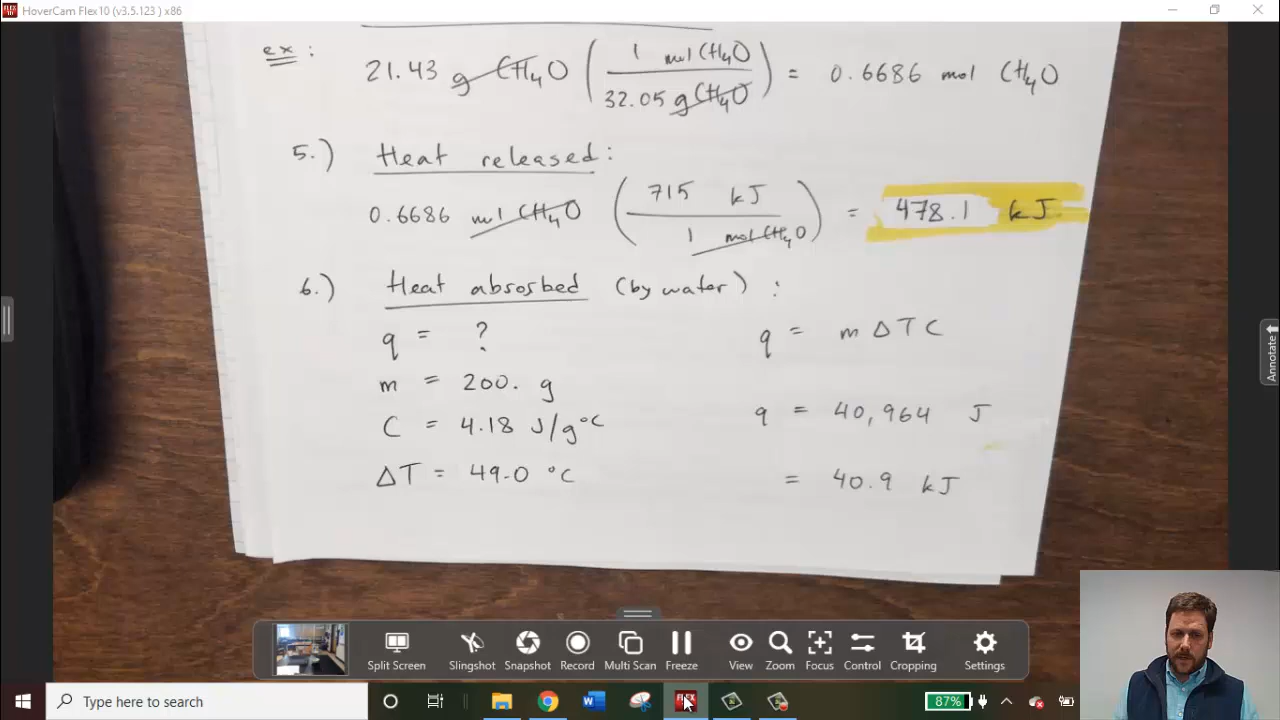 HoverCam Flex10 (v3.5.123 ) x86
ex :
21.43 g CH4O ( 1 mol CH4O / 32.05 g CH4O ) = 0.6686 mol CH4O
5.) Heat released:
0.6686 mol CH4O ( 715 kJ / 1 mol CH4O ) = 478.1 kJ
6.) Heat absorbed (by water) :
q = ?
q = m Δ T C
m = 200. g
q = 40,964 J
C = 4.18 J/g°C
ΔT = 49.0 °C
= 40.9 kJ
Annotate
Split Screen
Slingshot
Snapshot
Record
Multi Scan
Freeze
View
Zoom
Focus
Control
Cropping
Settings
Type here to search
FLEX
87%